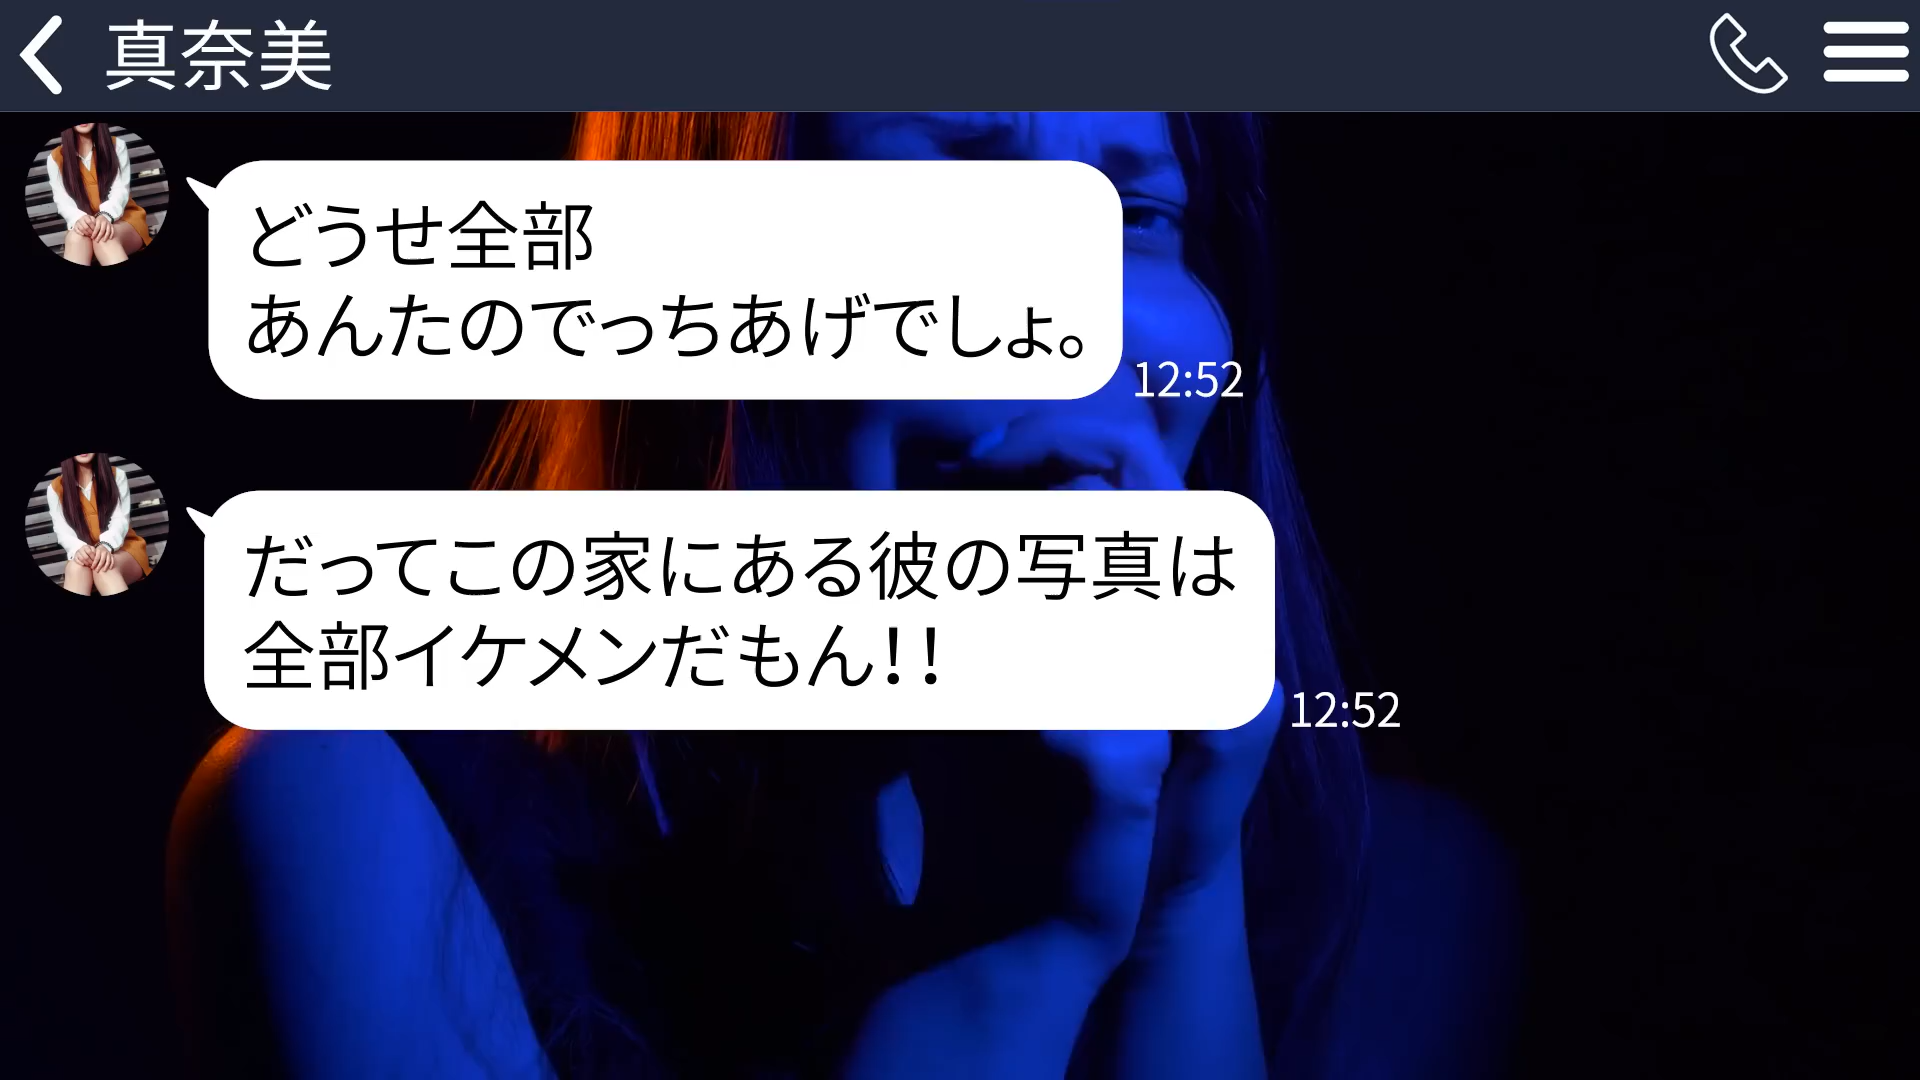 真奈美
どうせ全部
あんたのでっちあげでしょ。
12:52
だってこの家にある彼の写真は
全部イケメンだもん!!
12:52